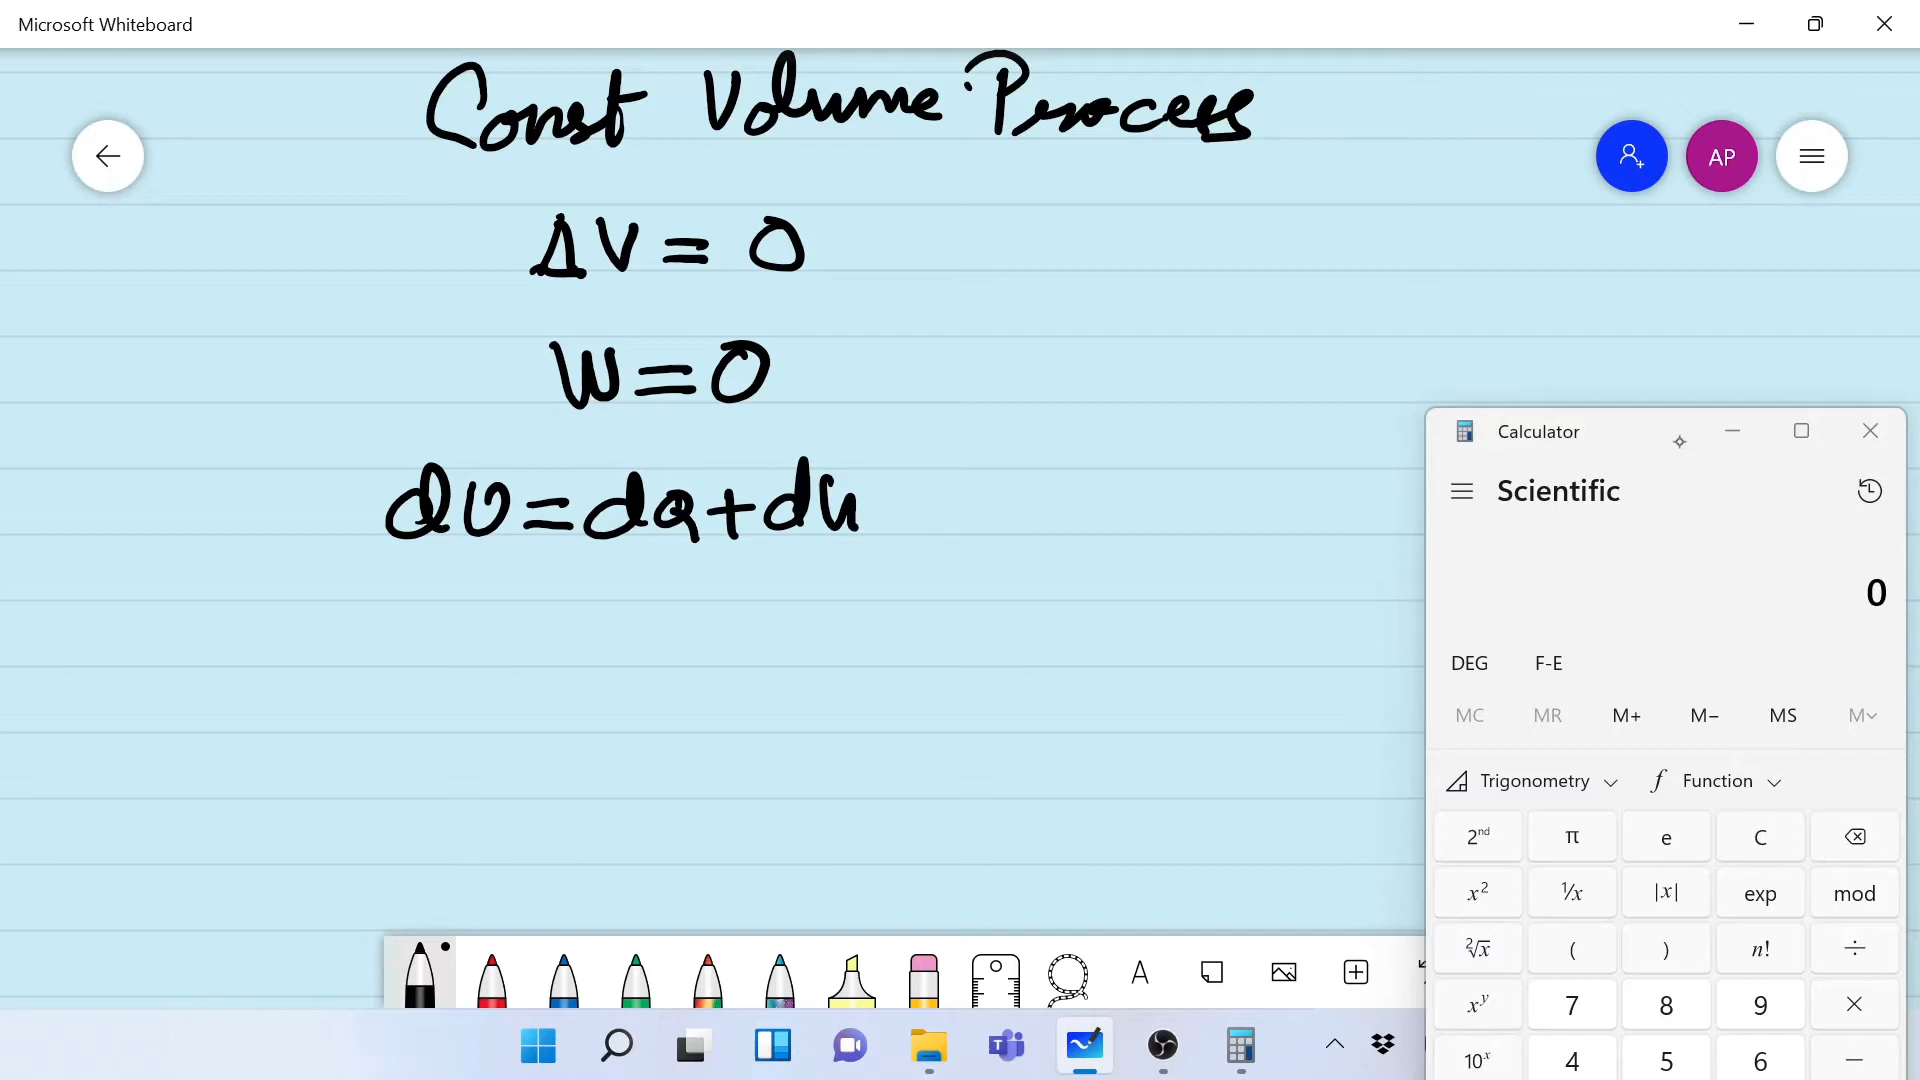 Microsoft Whiteboard
Const Volume Process
AP
ΔV = 0
W = 0
dU = dQ + dW
Calculator
Scientific
0
DEG F-E
MC MR M+ M− MS M
Trigonometry f Function
2nd π e C
x² ¹/x |x| exp mod
²√x ( ) n! ÷
xʸ 7 8 9 ×
10ˣ 4 5 6 −
A
T